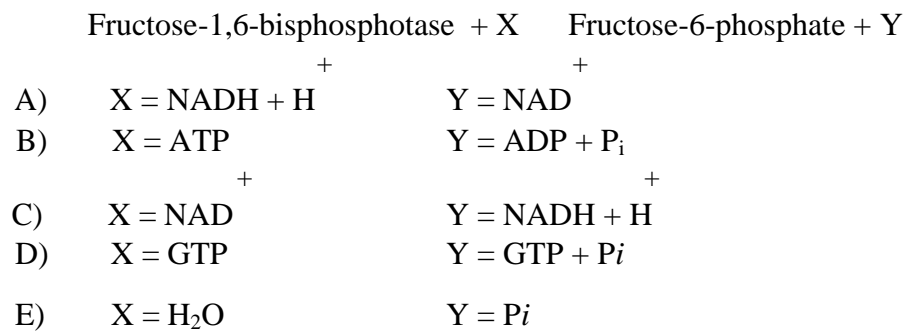 Fructose-1,6-bisphosphotase + X Fructose-6-phosphate + Y
+ +
A) X = NADH + H Y = NAD
B) X = ATP Y = ADP + Pi
+ +
C) X = NAD Y = NADH + H
D) X = GTP Y = GTP + Pi
E) X = H₂O Y = Pi